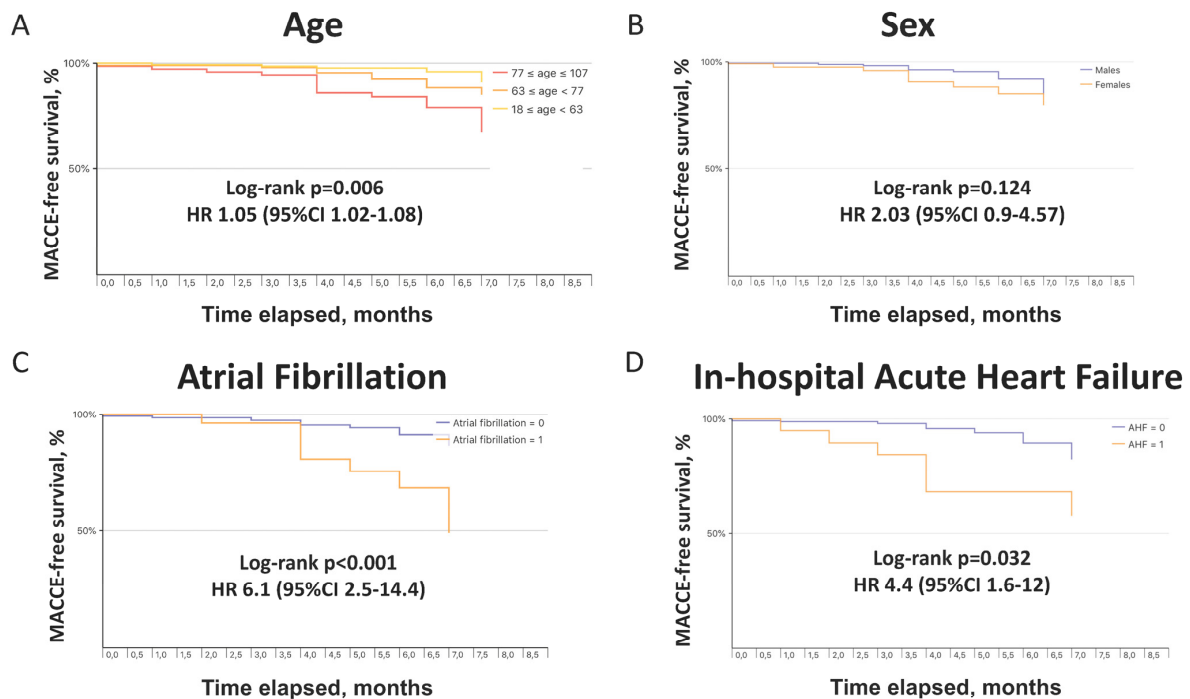 A
Age
MACCE-free survival, %
100%
50%
77 ≤ age ≤ 107
63 ≤ age < 77
18 ≤ age < 63
Log-rank p=0.006
HR 1.05 (95%CI 1.02-1.08)
0,0 0,5 1,0 1,5 2,0 2,5 3,0 3,5 4,0 4,5 5,0 5,5 6,0 6,5 7,0 8,0 8,5
Time elapsed, months
B
Sex
MACCE-free survival, %
100%
50%
Males
Females
Log-rank p=0.124
HR 2.03 (95%CI 0.9-4.57)
0,0 0,5 1,0 1,5 2,0 2,5 3,0 3,5 4,0 4,5 5,0 5,5 6,0 6,5 7,0 8,0 8,5
Time elapsed, months
C
Atrial Fibrillation
MACCE-free survival, %
100%
50%
Atrial fibrillation = 0
Atrial fibrillation = 1
Log-rank p<0.001
HR 6.1 (95%CI 2.5-14.4)
0,0 0,5 1,0 1,5 2,0 2,5 3,0 3,5 4,0 4,5 5,0 5,5 6,0 6,5 7,0 8,0 8,5
Time elapsed, months
D
In-hospital Acute Heart Failure
MACCE-free survival, %
100%
50%
AHF = 0
AHF = 1
Log-rank p=0.032
HR 4.4 (95%CI 1.6-12)
0,0 0,5 1,0 1,5 2,0 2,5 3,0 3,5 4,0 4,5 5,0 5,5 6,0 6,5 7,0 8,0 8,5
Time elapsed, months